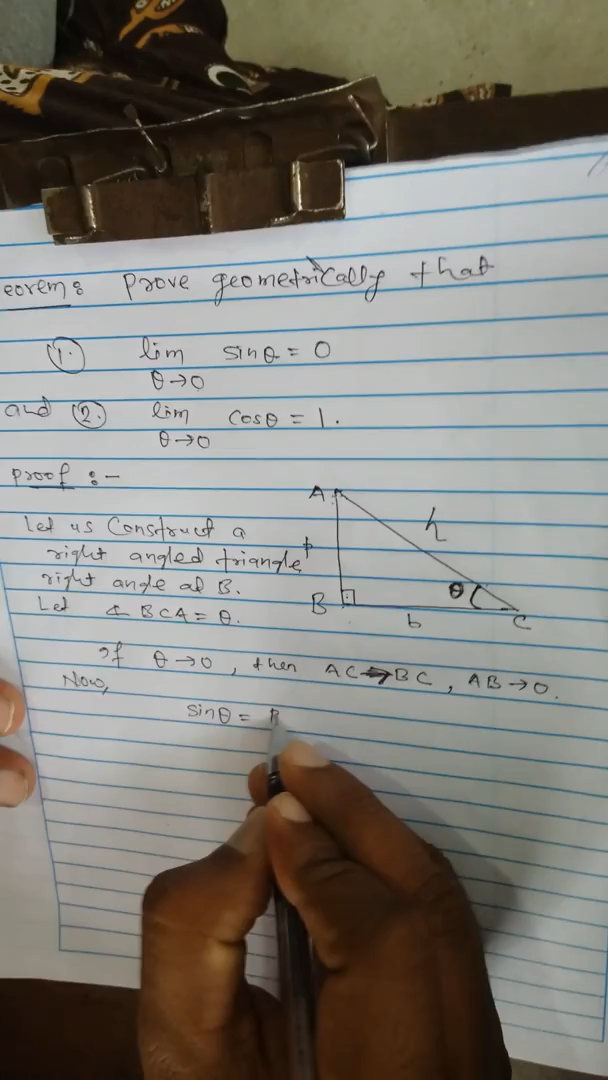 eorem: prove geometrically that
(1.) lim sinθ = 0
θ→0
and (2.) lim cosθ = 1.
θ→0
proof :-
Let us construct a
right angled triangle
right angle at B.
Let ∠BCA = θ.
A
h
p
B
θ
b
C
If θ→0, then AC→BC, AB→0.
Now,
sinθ =